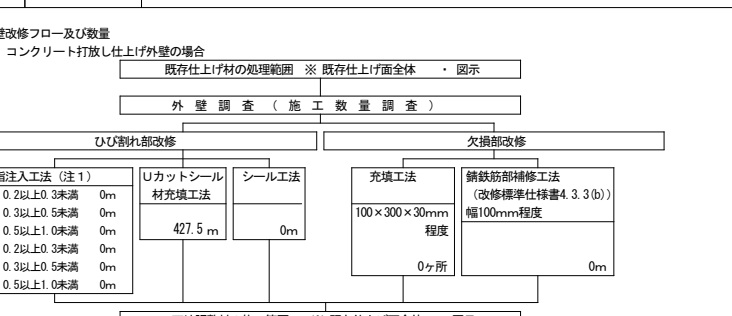 壁改修フロー及び数量
コンクリート打放し仕上げ外壁の場合
既存仕上げ材の処理範囲 ※ 既存仕上げ面全体 ・ 図示
外 壁 調 査 （ 施 工 数 量 調 査 ）
ひび割れ部改修
欠損部改修
脂注入工法（注１）
0.2以上0.3未満 0m
0.3以上0.5未満 0m
0.5以上1.0未満 0m
0.2以上0.3未満 0m
0.3以上0.5未満 0m
0.5以上1.0未満 0m
Ｕカットシール
材充填工法
427.5 m
シール工法
0m
充填工法
100×300×30mm
程度
0ヶ所
錆鉄筋部補修工法
（改修標準仕様書4.3.3(b)）
幅100mm程度
0m